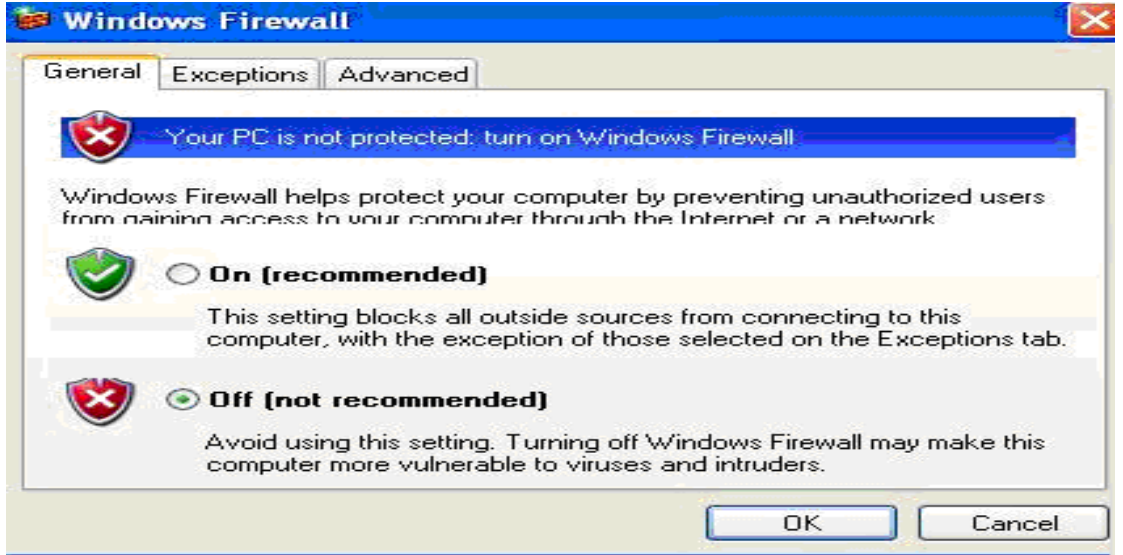 Windows Firewall
General Exceptions Advanced
Your PC is not protected: turn on Windows Firewall
Windows Firewall helps protect your computer by preventing unauthorized users
from gaining access to your computer through the Internet or a network
On (recommended)
This setting blocks all outside sources from connecting to this
computer, with the exception of those selected on the Exceptions tab.
Off (not recommended)
Avoid using this setting. Turning off Windows Firewall may make this
computer more vulnerable to viruses and intruders.
OK Cancel